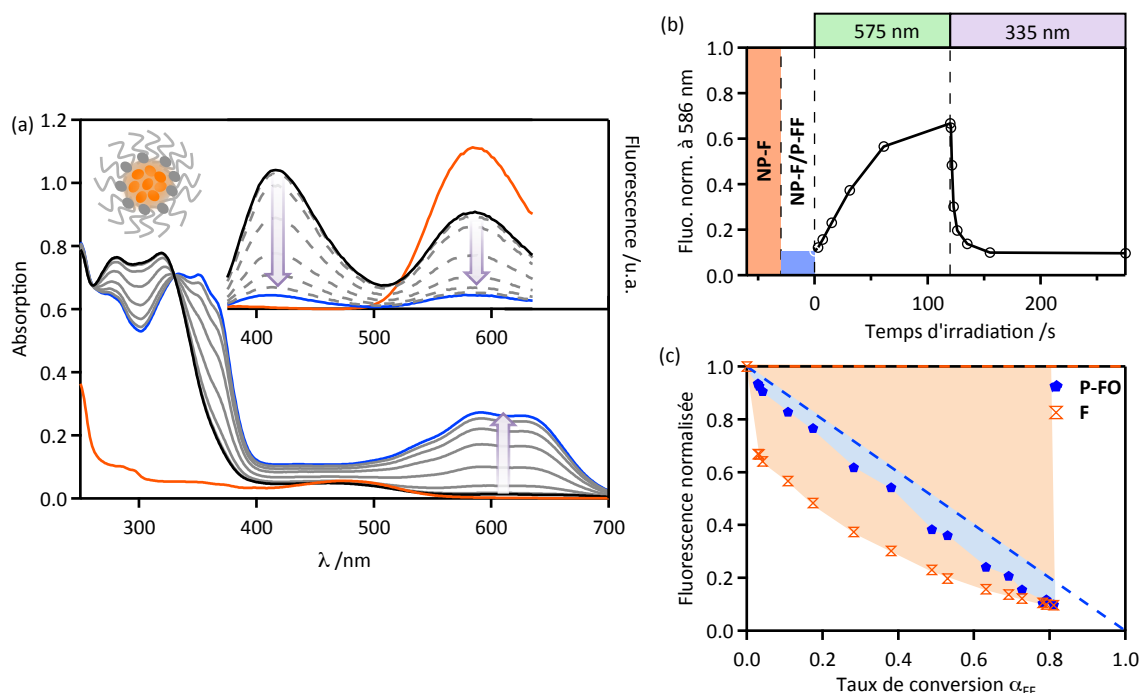 (a)
Absorption
1.2
1.0
0.8
0.6
0.4
0.2
0.0
300
400
500
600
700
λ /nm
400
500
600
Fluorescence /u.a.
(b)
575 nm
335 nm
Fluo. norm. à 586 nm
1.0
0.8
0.6
0.4
0.2
0.0
NP-F
NP-F/P-FF
0
100
200
Temps d'irradiation /s
(c)
Fluorescence normalisée
1.0
0.8
0.6
0.4
0.2
0.0
P-FO
F
0.0
0.2
0.4
0.6
0.8
1.0
Taux de conversion αFF